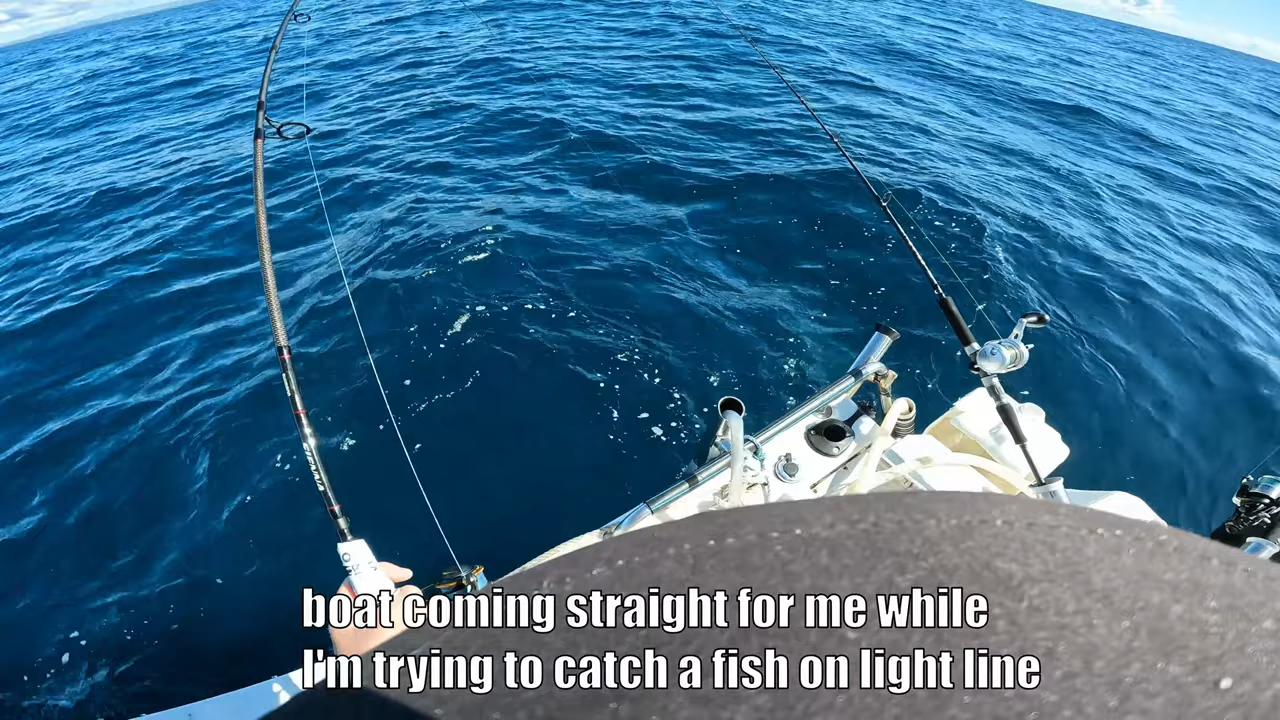 boat coming straight for me while
I'm trying to catch a fish on light line